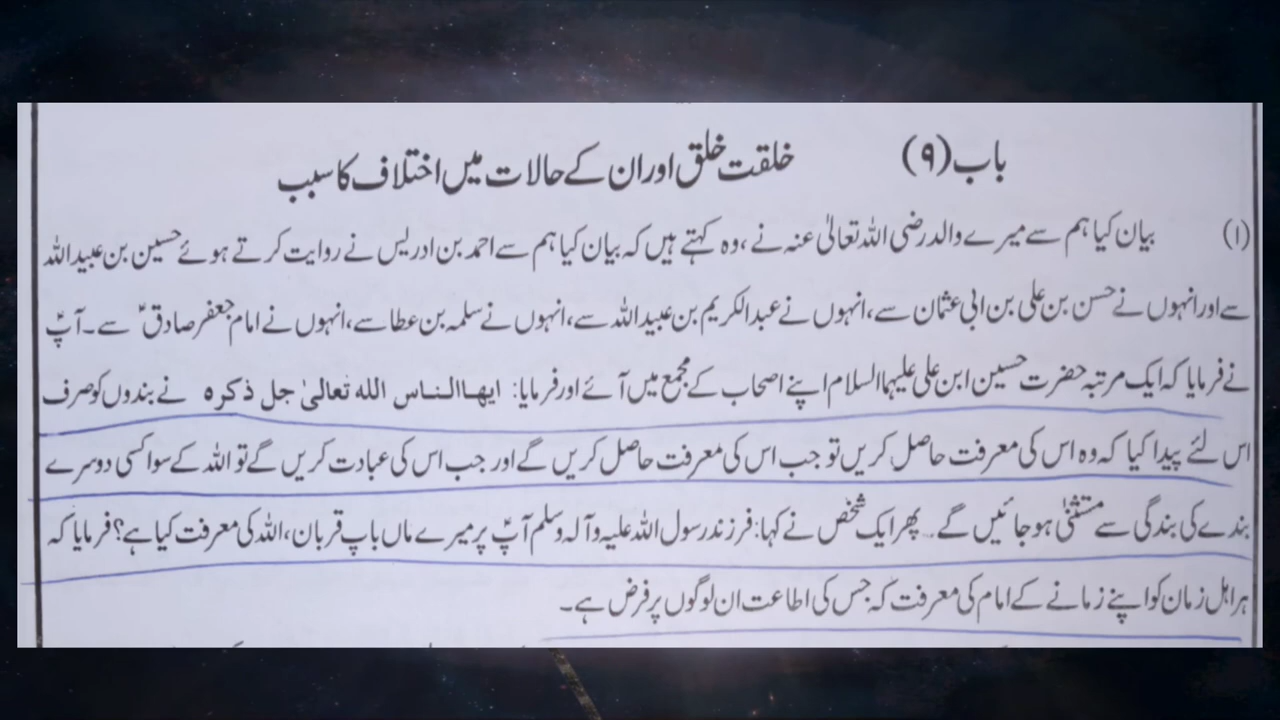 باب (۹) خلقت خلق اور ان کے حالات میں اختلاف کا سبب
(۱) بیان کیا ہم سے میرے والد رضی اللہ تعالیٰ عنہ نے ، وہ کہتے ہیں کہ بیان کیا ہم سے احمد بن ادریس نے روایت کرتے ہوئے حسین بن عبید اللہ
سے اور انہوں نے حسن بن علی بن ابی عثمان سے ، انہوں نے عبدالکریم بن عبید اللہ سے ، انہوں نے سلمہ بن عطا سے ، انہوں نے امام جعفر صادق ؑ سے ۔ آپؑ
نے فرمایا کہ ایک مرتبہ حضرت حسین ابن علی علیہما السلام اپنے اصحاب کے مجمع میں آئے اور فرمایا : ایها الناس الله تعالیٰ جل ذکره نے بندوں کو صرف
اس لئے پیدا کیا کہ وہ اس کی معرفت حاصل کریں تو جب اس کی معرفت حاصل کریں گے اور جب اس کی عبادت کریں گے تو اللہ کے سوا کسی دوسرے
بندے کی بندگی سے مستثنیٰ ہو جائیں گے ۔ پھر ایک شخص نے کہا : فرزند رسول اللہ علیہ وآلہ وسلم آپؑ پر میرے ماں باپ قربان ، اللہ کی معرفت کیا ہے ؟ فرمایا کہ
ہر اہل زمان کو اپنے زمانے کے امام کی معرفت کہ جس کی اطاعت ان لوگوں پر فرض ہے ۔